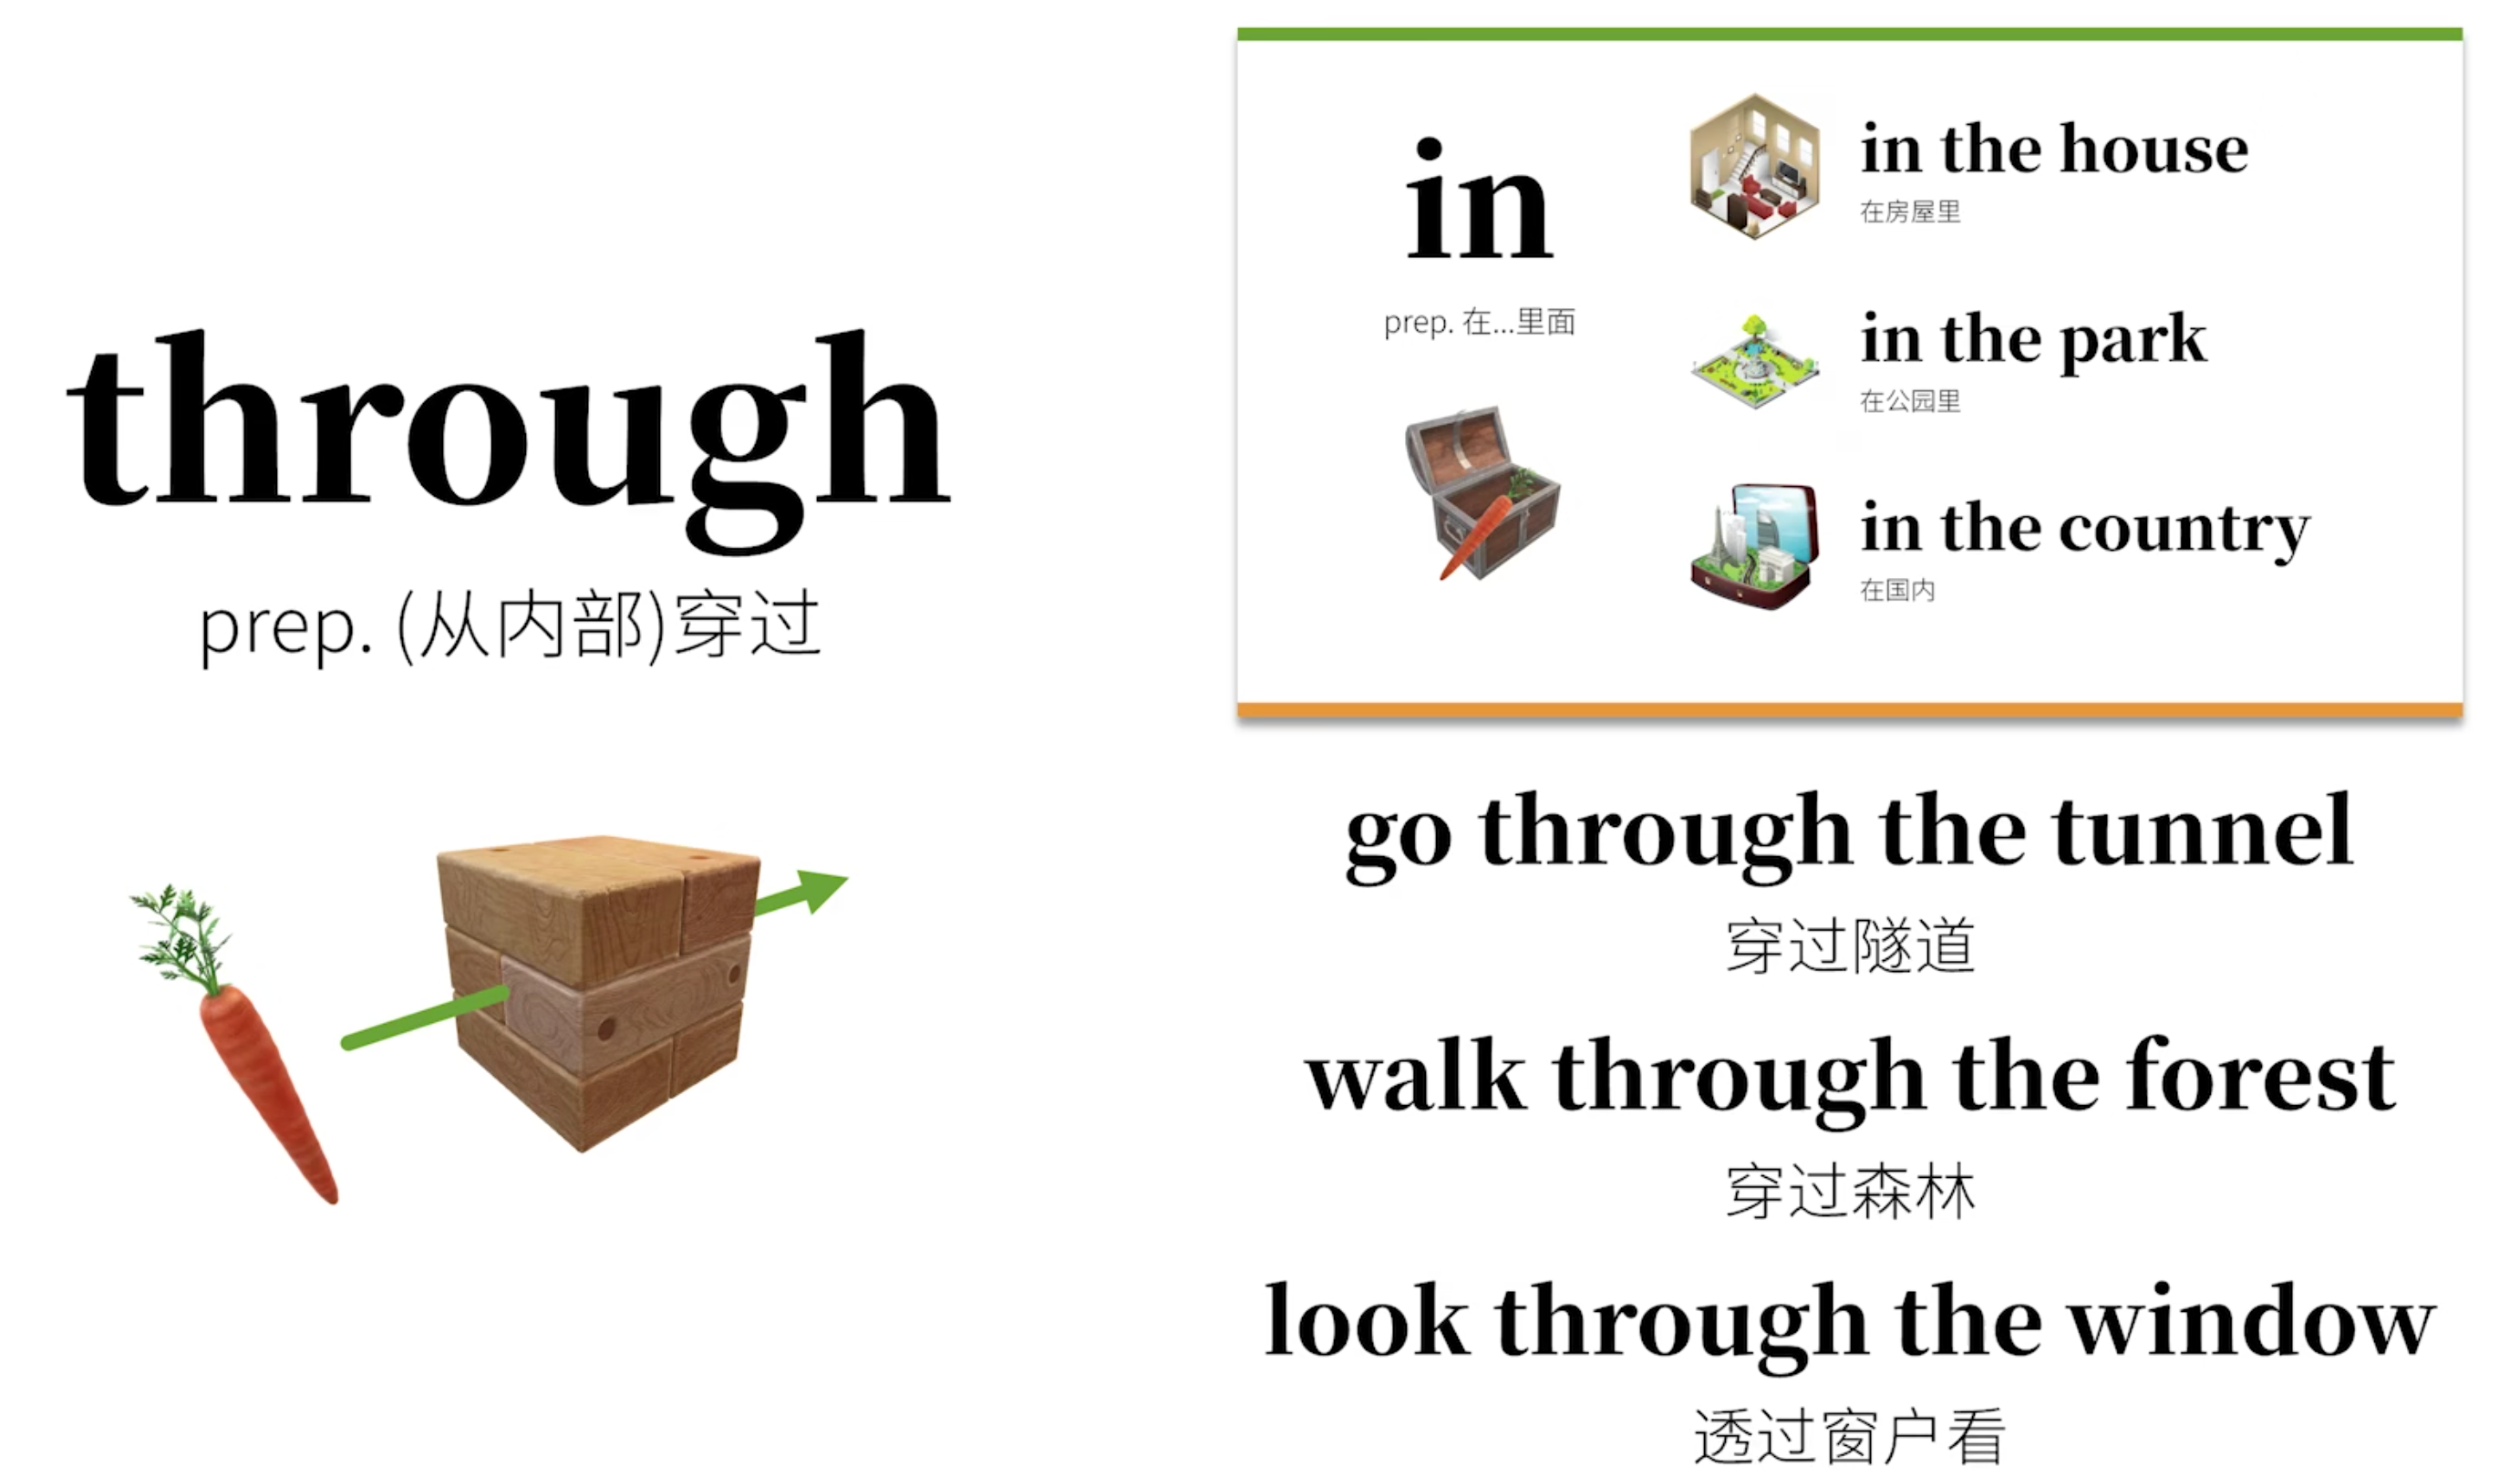 through
prep. (从内部)穿过
in
prep. 在...里面
in the house
在房屋里
in the park
在公园里
in the country
在国内
go through the tunnel
穿过隧道
walk through the forest
穿过森林
look through the window
透过窗户看